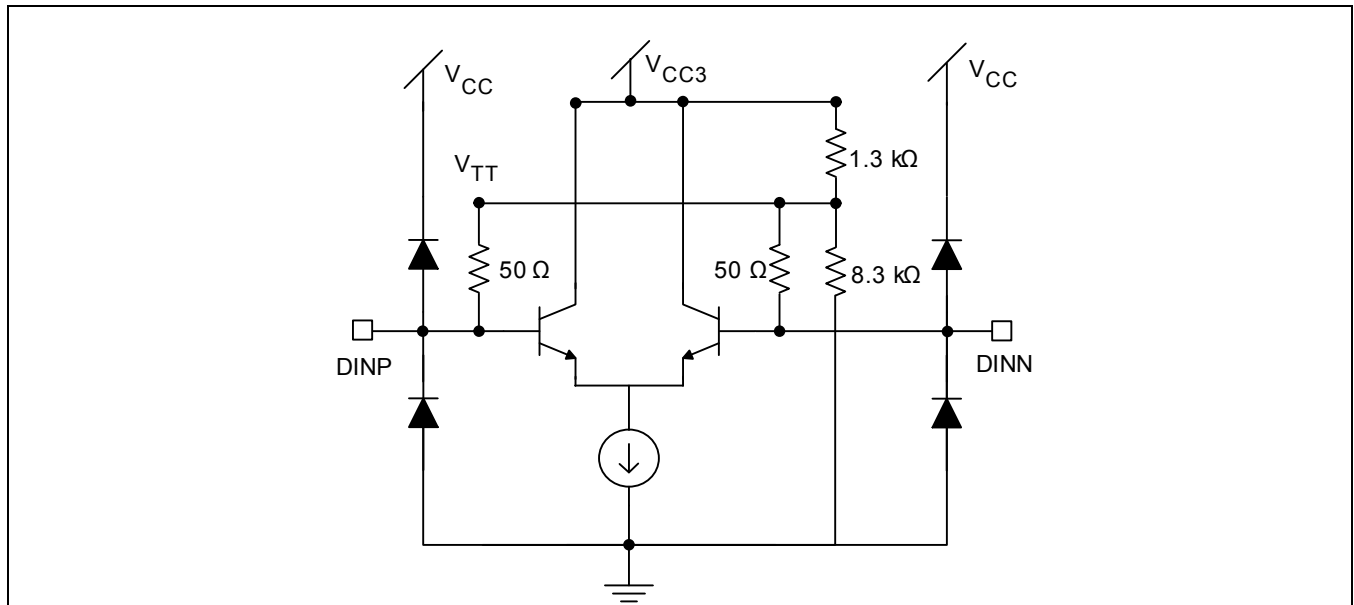 V_CC
V_CC3
V_CC
1.3 kΩ
V_TT
50 Ω
50 Ω
8.3 kΩ
DINP
DINN